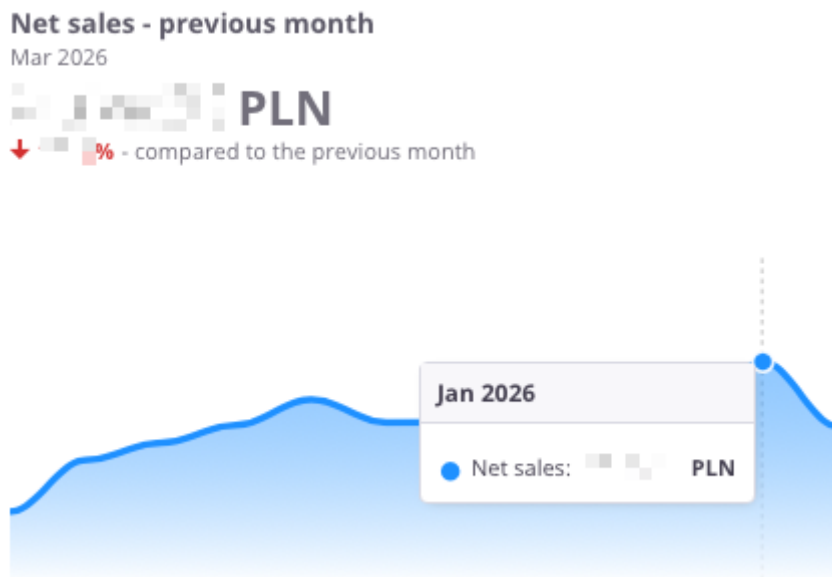 Net sales - previous month
Mar 2026
PLN
% - compared to the previous month
Jan 2026
Net sales: PLN